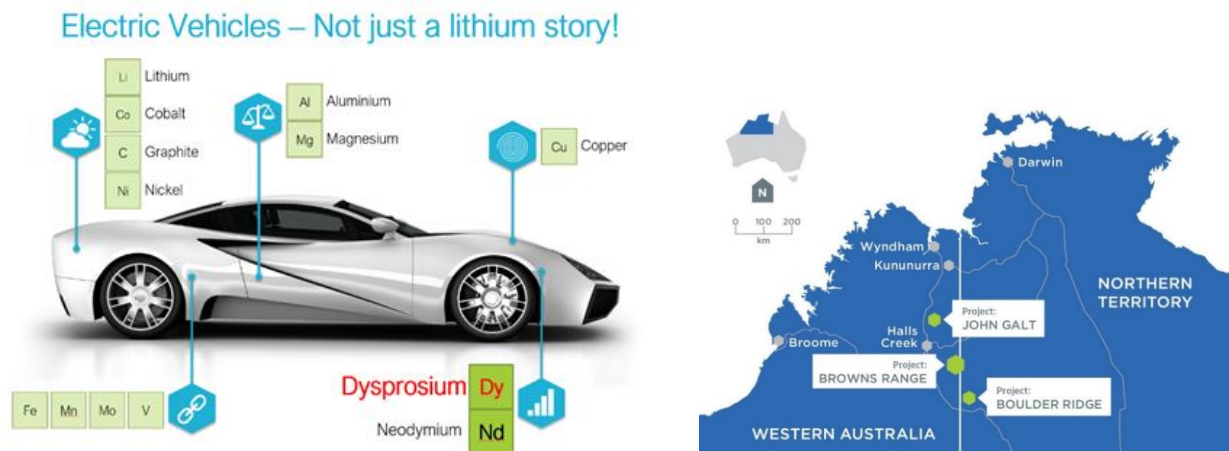 Electric Vehicles – Not just a lithium story!
Li Lithium
Co Cobalt
C Graphite
Ni Nickel
Al Aluminium
Mg Magnesium
Cu Copper
Fe Mn Mo V
Dysprosium Dy
Neodymium Nd
N
0 100 200
km
Darwin
Wyndham
Kununurra
NORTHERN
TERRITORY
Project:
JOHN GALT
Halls
Creek
Broome
Project:
BROWNS RANGE
Project:
BOULDER RIDGE
WESTERN AUSTRALIA